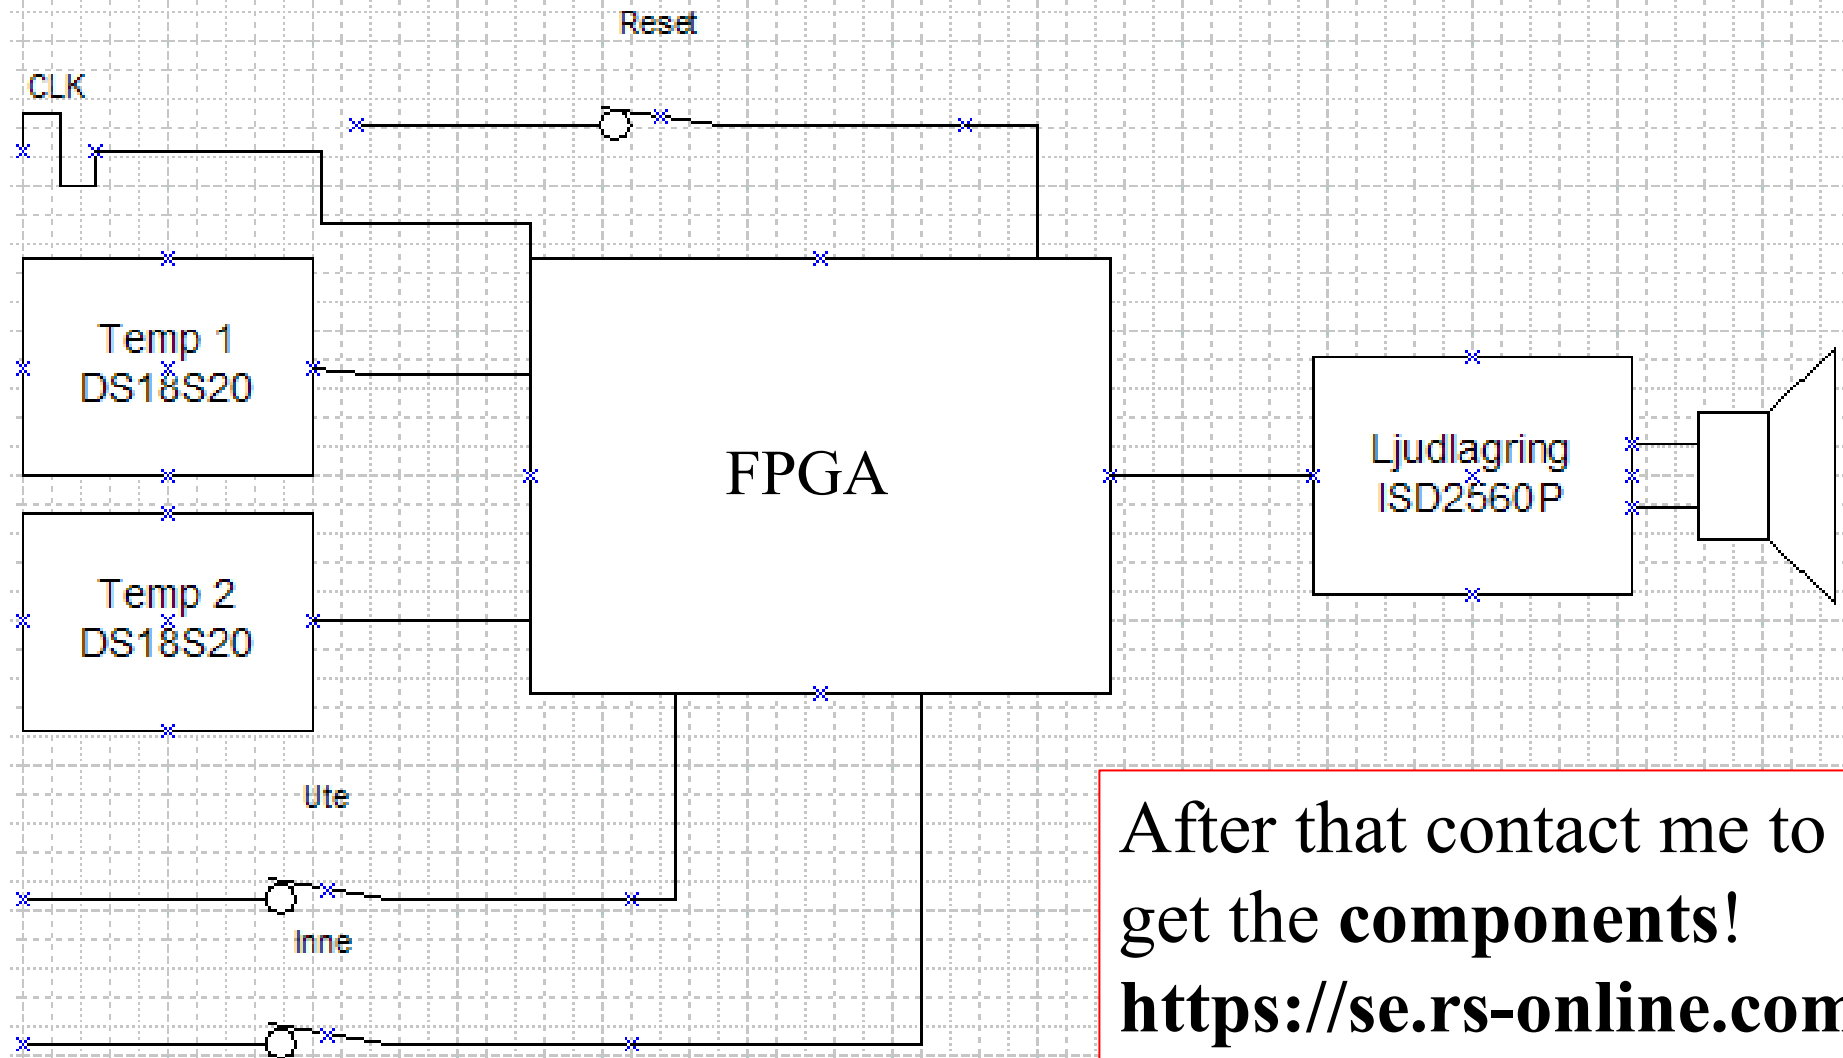 Reset
CLK
Temp 1
DS18S20
FPGA
Ljudlagring
ISD2560P
Temp 2
DS18S20
Ute
Inne
After that contact me to
get the components!
https://se.rs-online.com